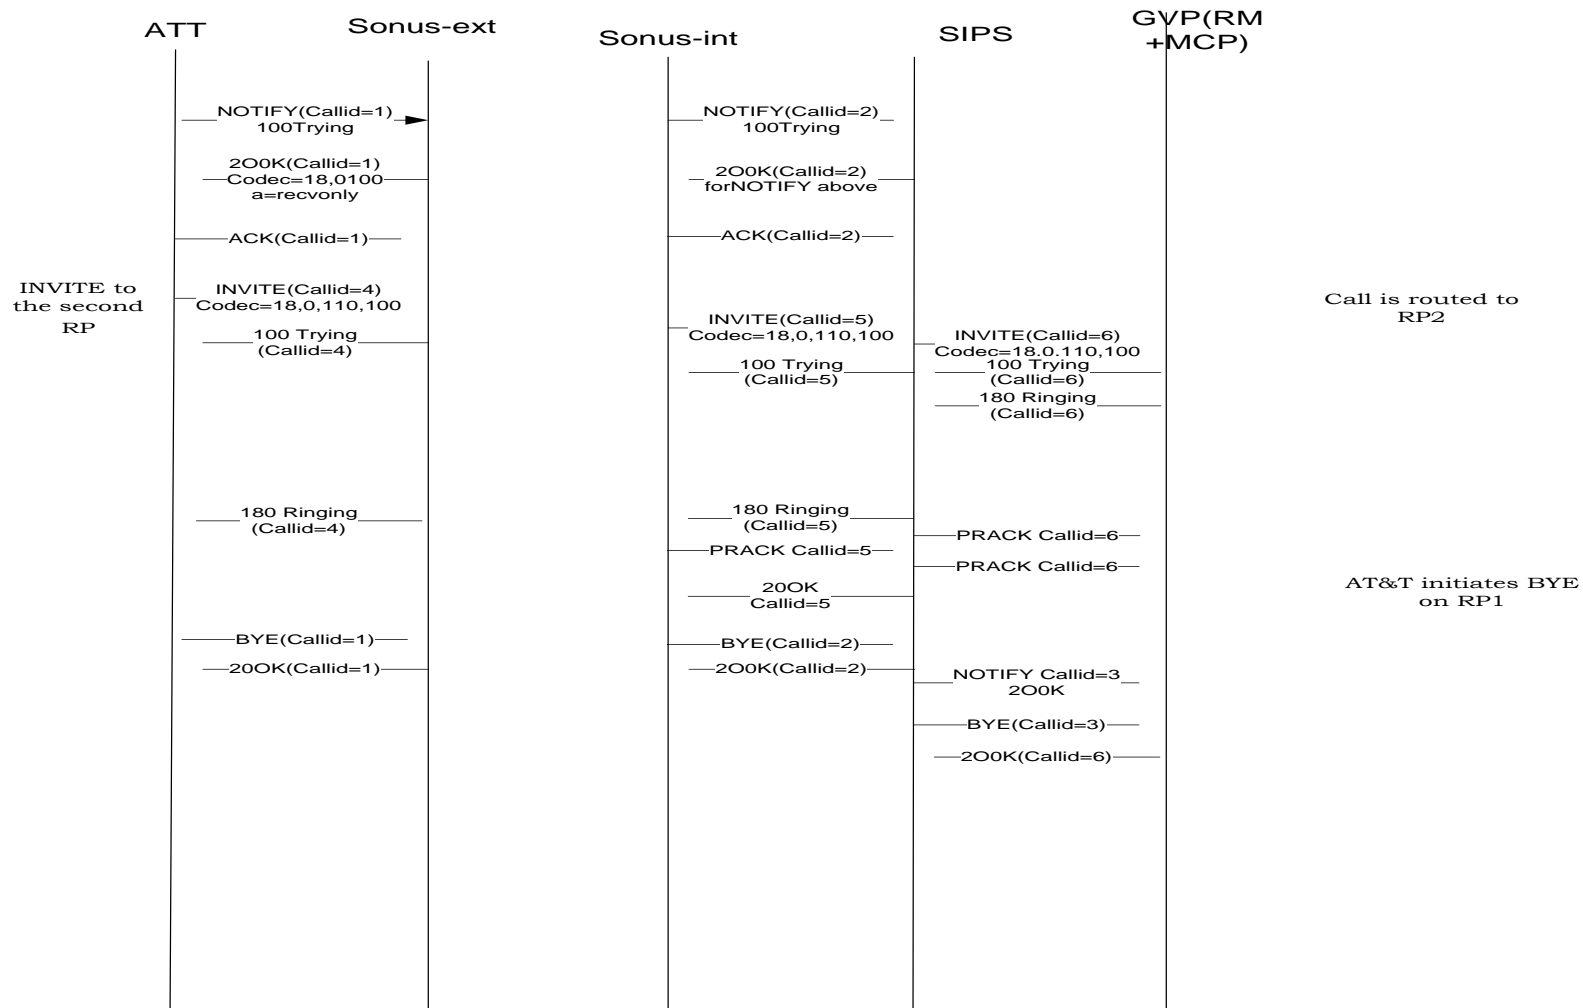 ATT
Sonus-ext
Sonus-int
SIPS
GVP(RM
+MCP)
NOTIFY(Callid=1)
100Trying
NOTIFY(Callid=2)
100Trying
2O0K(Callid=1)
Codec=18,0100
a=recvonly
2O0K(Callid=2)
forNOTIFY above
ACK(Callid=1)
ACK(Callid=2)
INVITE to
the second
RP
INVITE(Callid=4)
Codec=18,0,110,100
Call is routed to
RP2
100 Trying
(Callid=4)
INVITE(Callid=5)
Codec=18,0,110,100
INVITE(Callid=6)
Codec=18.0.110,100
100 Trying
(Callid=5)
100 Trying
(Callid=6)
180 Ringing
(Callid=6)
180 Ringing
(Callid=4)
180 Ringing
(Callid=5)
PRACK Callid=6
PRACK Callid=5
PRACK Callid=6
20OK
Callid=5
AT&T initiates BYE
on RP1
BYE(Callid=1)
BYE(Callid=2)
20OK(Callid=1)
2O0K(Callid=2)
NOTIFY Callid=3
2O0K
BYE(Callid=3)
2O0K(Callid=6)